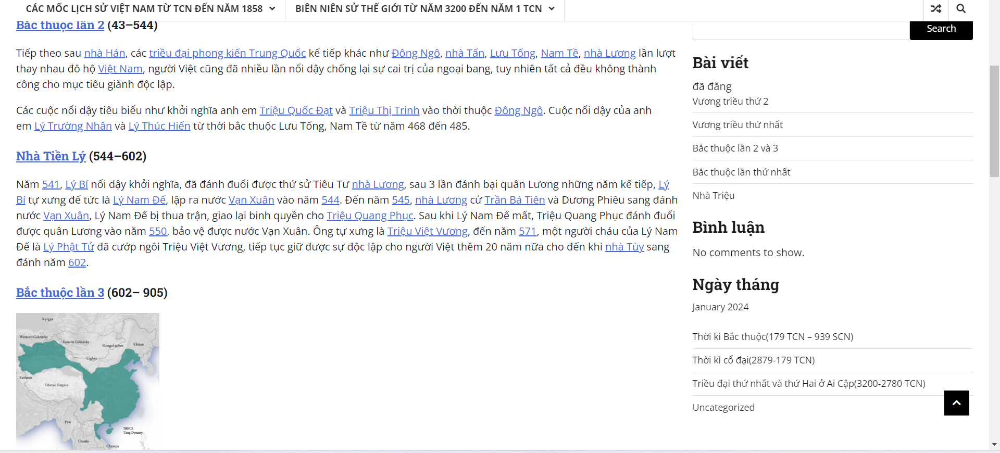 CÁC MỐC LỊCH SỬ VIỆT NAM TỪ TCN ĐẾN NĂM 1858
BIÊN NIÊN SỬ THẾ GIỚI TỪ NĂM 3200 ĐẾN NĂM 1 TCN
Bắc thuộc lần 2 (43–544)
Tiếp theo sau nhà Hán, các triều đại phong kiến Trung Quốc kế tiếp khác như Đông Ngô, nhà Tấn, Lưu Tống, Nam Tề, nhà Lương lần lượt
thay nhau đô hộ Việt Nam, người Việt cũng đã nhiều lần nổi dậy chống lại sự cai trị của ngoại bang, tuy nhiên tất cả đều không thành
công cho mục tiêu giành độc lập.
Các cuộc nổi dậy tiêu biểu như khởi nghĩa anh em Triệu Quốc Đạt và Triệu Thị Trinh vào thời thuộc Đông Ngô. Cuộc nổi dậy của anh
em Lý Trường Nhân và Lý Thúc Hiến từ thời bắc thuộc Lưu Tống, Nam Tề từ năm 468 đến 485.
Nhà Tiền Lý (544–602)
Năm 541, Lý Bí nổi dậy khởi nghĩa, đã đánh đuổi được thứ sử Tiêu Tư nhà Lương, sau 3 lần đánh bại quân Lương những năm kế tiếp, Lý
Bí tự xưng đế tức là Lý Nam Đế, lập ra nước Vạn Xuân vào năm 544. Đến năm 545, nhà Lương cử Trần Bá Tiên và Dương Phiêu sang đánh
nước Vạn Xuân, Lý Nam Đế bị thua trận, giao lại binh quyền cho Triệu Quang Phục. Sau khi Lý Nam Đế mất, Triệu Quang Phục đánh đuổi
được quân Lương vào năm 550, bảo vệ được nước Vạn Xuân. Ông tự xưng là Triệu Việt Vương, đến năm 571, một người cháu của Lý Nam
Đế là Lý Phật Tử đã cướp ngôi Triệu Việt Vương, tiếp tục giữ được sự độc lập cho người Việt thêm 20 năm nữa cho đến khi nhà Tùy sang
đánh năm 602.
Bắc thuộc lần 3 (602– 905)
Kyrgyz
Western Göktürks
Eastern Göktürks
Mongol tribes
Khitan
Uigher
Kashmir
Tibetan Empire
Pyu
700 CE
Tang Dynasty
Chenla
Champa
Search
Bài viết
đã đăng
Vương triều thứ 2
Vương triều thứ nhất
Bắc thuộc lần 2 và 3
Bắc thuộc lần thứ nhất
Nhà Triệu
Bình luận
No comments to show.
Ngày tháng
January 2024
Thời kì Bắc thuộc(179 TCN – 939 SCN)
Thời kì cổ đại(2879-179 TCN)
Triều đại thứ nhất và thứ Hai ở Ai Cập(3200-2780 TCN)
Uncategorized